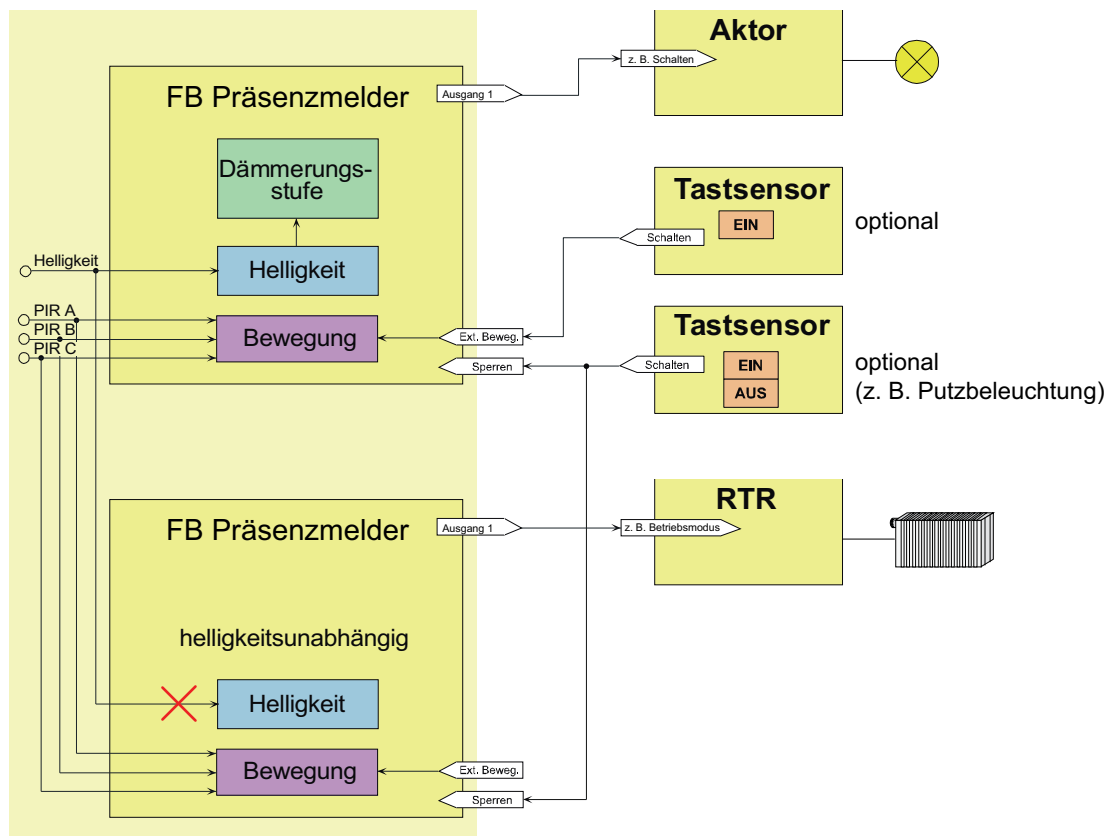 Aktor
z. B. Schalten
FB Präsenzmelder
Ausgang 1
Dämmerungs-
stufe
Tastsensor
EIN
optional
Schalten
Helligkeit
Helligkeit
PIR A
PIR B
PIR C
Bewegung
Ext. Beweg.
Sperren
Tastsensor
Schalten
EIN
AUS
optional
(z. B. Putzbeleuchtung)
RTR
FB Präsenzmelder
Ausgang 1
z. B. Betriebsmodus
helligkeitsunabhängig
Helligkeit
Bewegung
Ext. Beweg.
Sperren